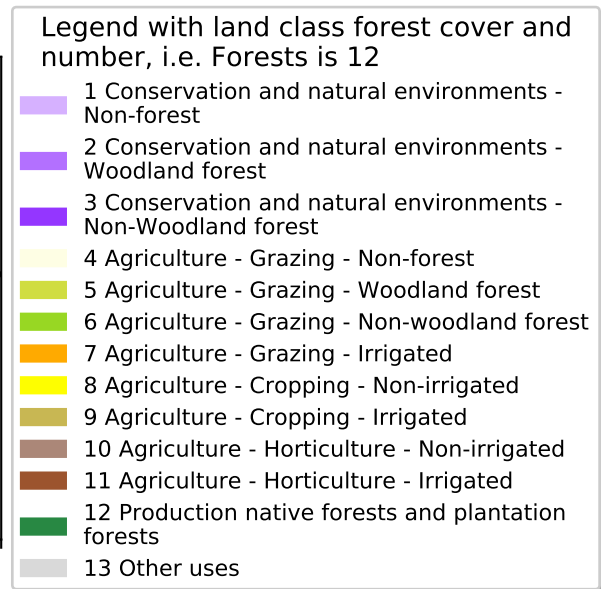 Legend with land class forest cover and
number, i.e. Forests is 12
1 Conservation and natural environments -
Non-forest
2 Conservation and natural environments -
Woodland forest
3 Conservation and natural environments -
Non-Woodland forest
4 Agriculture - Grazing - Non-forest
5 Agriculture - Grazing - Woodland forest
6 Agriculture - Grazing - Non-woodland forest
7 Agriculture - Grazing - Irrigated
8 Agriculture - Cropping - Non-irrigated
9 Agriculture - Cropping - Irrigated
10 Agriculture - Horticulture - Non-irrigated
11 Agriculture - Horticulture - Irrigated
12 Production native forests and plantation
forests
13 Other uses